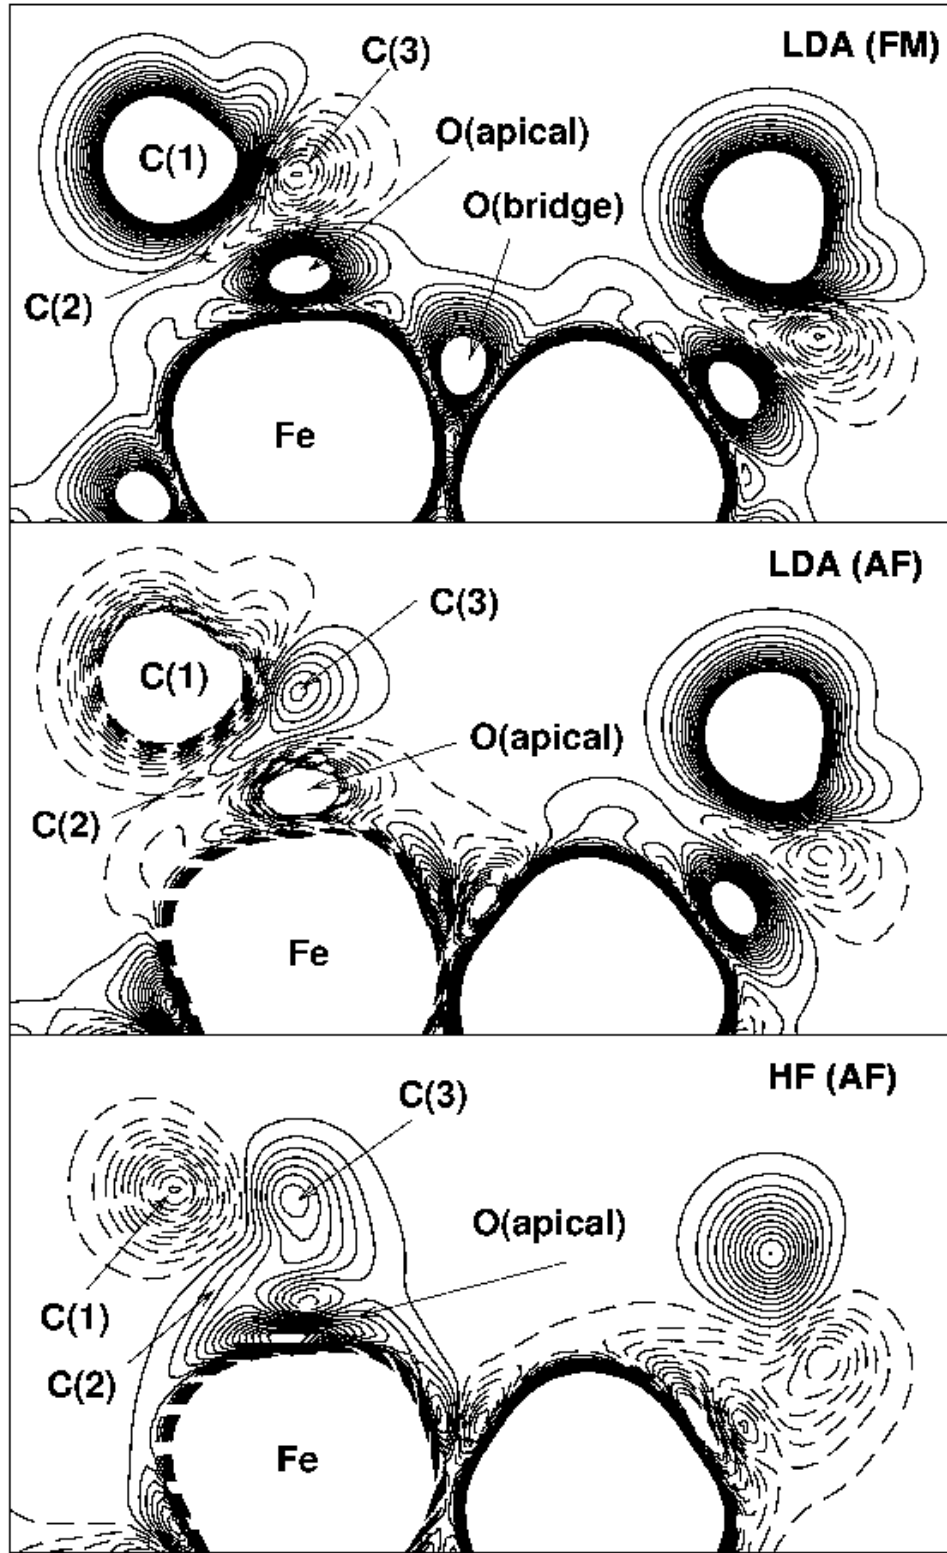 C(3)
LDA (FM)
O(apical)
C(1)
O(bridge)
C(2)
Fe
LDA (AF)
C(3)
C(1)
O(apical)
C(2)
Fe
HF (AF)
C(3)
O(apical)
C(1)
C(2)
Fe